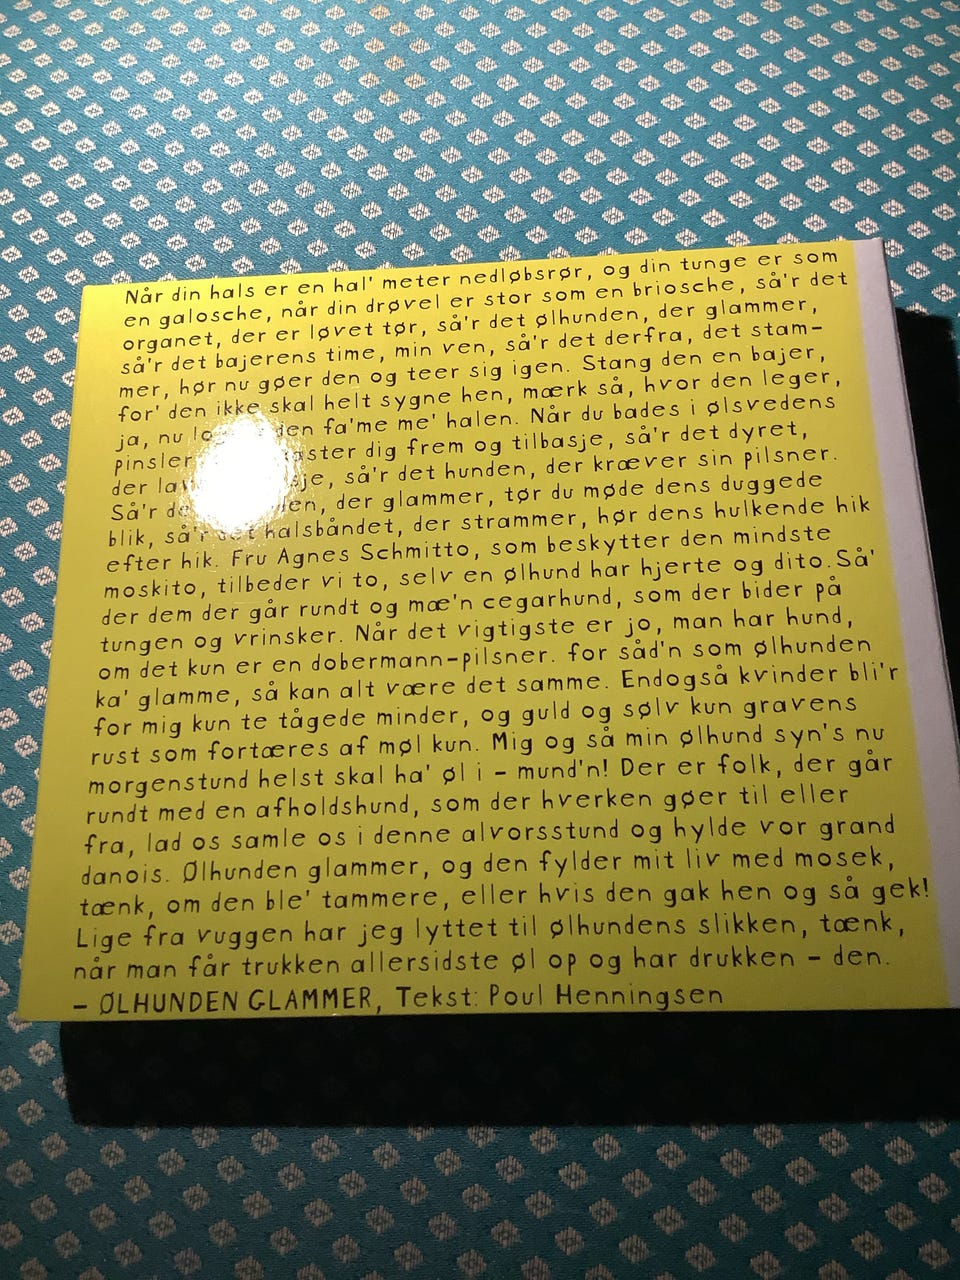 Når din hals er en hal' meter nedløbsrør, og din tunge er som
en galosche, når din drøvel er stor som en briosche, så'r det
organet, der er løvet tør, så'r det ølhunden, der glammer,
så'r det bajerens time, min ven, så'r det derfra, det stam-
mer, hør nu gøer den og teer sig igen. Stang den en bajer,
for' den ikke skal helt sygne hen, mærk så, hvor den leger,
ja, nu den fa'me me' halen. Når du bades i ølsvedens
pinsler dig frem og tilbasje, så'r det dyret,
der så'r det hunden, der kræver sin pilsner.
Så'r der glammer, tør du møde dens duggede
blik, så'r det halsbåndet, der strammer, hør dens hulkende hik
efter hik. Fru Agnes Schmitto, som beskytter den mindste
moskito, tilbeder vi to, selv en ølhund har hjerte og dito. Så'
der dem der går rundt og mæ'n cegarhund, som der bider på
tungen og vrinsker. Når det vigtigste er jo, man har hund,
om det kun er en dobermann-pilsner. for såd'n som ølhunden
ka' glamme, så kan alt være det samme. Endogså kvinder bli'r
for mig kun te tågede minder, og guld og sølv kun gravens
rust som fortæres af møl kun. Mig og så min ølhund syn's nu
morgenstund helst skal ha' øl i - mund'n! Der er folk, der går
rundt med en afholdshund, som der hverken gøer til eller
fra, lad os samle os i denne alvorsstund og hylde vor grand
danois. Ølhunden glammer, og den fylder mit liv med mosek,
tænk, om den ble' tammere, eller hvis den gak hen og så gek!
Lige fra vuggen har jeg lyttet til ølhundens slikken, tænk,
når man får trukken allersidste øl op og har drukken - den.
- ØLHUNDEN GLAMMER, Tekst: Poul Henningsen